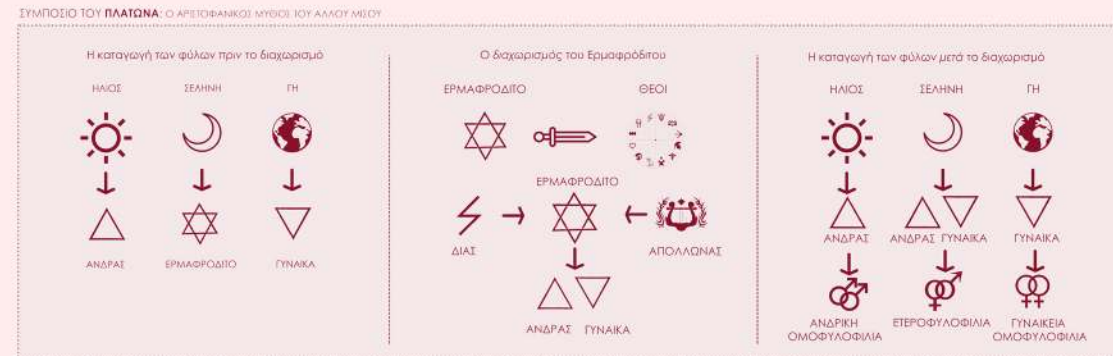 ΣΥΜΠΟΣΙΟ ΤΟΥ ΠΛΑΤΩΝΑ: Ο ΑΡΙΣΤΟΦΑΝΙΚΟΣ ΜΥΘΟΣ ΤΟΥ ΑΛΛΟΥ ΜΙΣΟΥ
Η καταγωγή των φύλων πριν το διαχωρισμό
ΗΛΙΟΣ ΣΕΛΗΝΗ ΓΗ
ΑΝΔΡΑΣ ΕΡΜΑΦΡΟΔΙΤΟ ΓΥΝΑΙΚΑ
Ο διαχωρισμός του Ερμαφρόδιτου
ΕΡΜΑΦΡΟΔΙΤΟ ΘΕΟΙ
ΕΡΜΑΦΡΟΔΙΤΟ
ΔΙΑΣ ΑΠΟΛΛΩΝΑΣ
ΑΝΔΡΑΣ ΓΥΝΑΙΚΑ
Η καταγωγή των φύλων μετά το διαχωρισμό
ΗΛΙΟΣ ΣΕΛΗΝΗ ΓΗ
ΑΝΔΡΑΣ ΑΝΔΡΑΣ ΓΥΝΑΙΚΑ ΓΥΝΑΙΚΑ
ΑΝΔΡΙΚΗ ΕΤΕΡΟΦΥΛΟΦΙΛΙΑ ΓΥΝΑΙΚΕΙΑ
ΟΜΟΦΥΛΟΦΙΛΙΑ ΟΜΟΦΥΛΟΦΙΛΙΑ